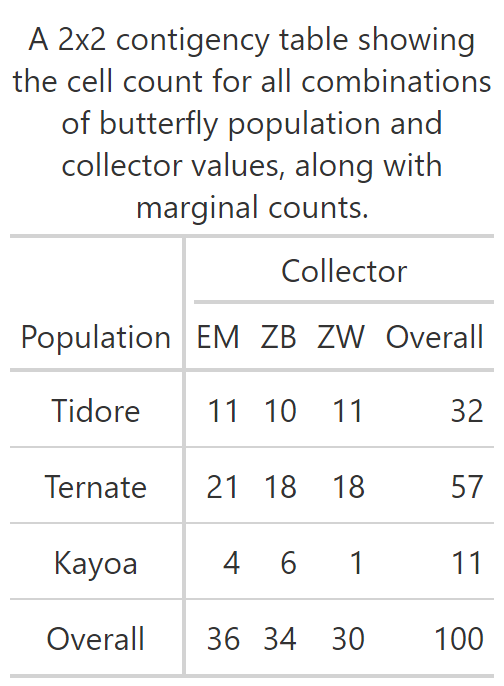 A 2x2 contigency table showing
the cell count for all combinations
of butterfly population and
collector values, along with
marginal counts.
Collector
Population EM ZB ZW Overall
Tidore 11 10 11 32
Ternate 21 18 18 57
Kayoa 4 6 1 11
Overall 36 34 30 100